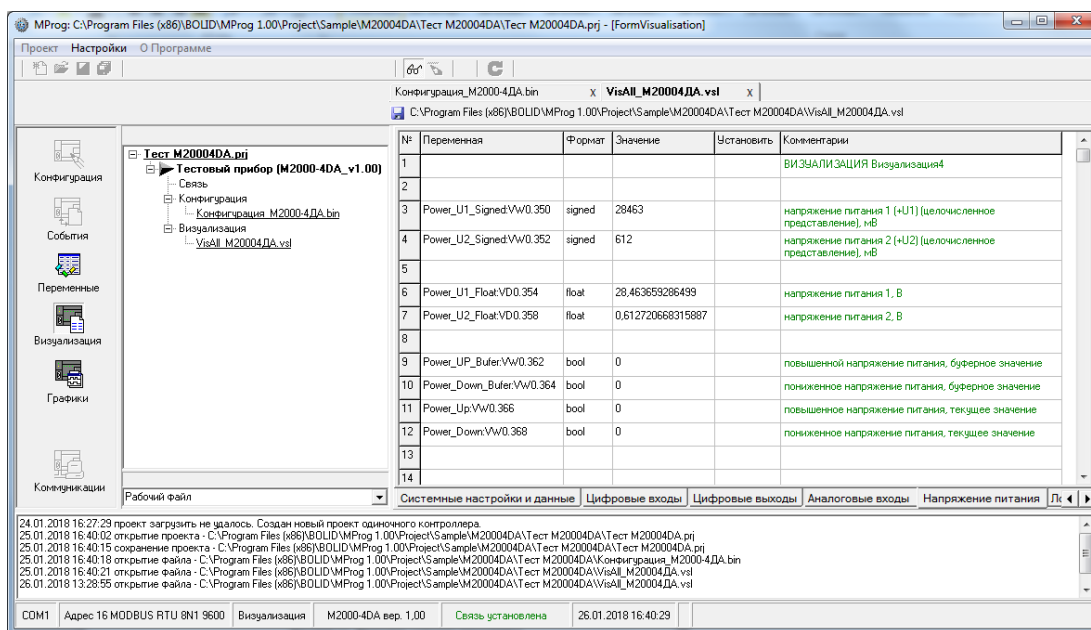 MProg: C:\Program Files (x86)\BOLID\MProg 1.00\Project\Sample\M20004DA\Тест M20004DA\Тест M20004DA.prj - [FormVisualisation]
Проект Настройки О Программе
Конфигурация_М2000-4ДА.bin x VisAll_М20004ДА.vsl x
C:\Program Files (x86)\BOLID\MProg 1.00\Project\Sample\M20004DA\Тест M20004DA\VisAll_М20004ДА.vsl
Конфигурация
События
Переменные
Визуализация
Графики
Коммуникации
Тест M20004DA.prj
Тестовый прибор (M2000-4DA_v1.00)
Связь
Конфигурация
Конфигурация_М2000-4ДА.bin
Визуализация
VisAll_М20004ДА.vsl
Рабочий файл
№ Переменная Формат Значение Установить Комментарии
1 ВИЗУАЛИЗАЦИЯ Визуализация4
2
3 Power_U1_Signed:VW0.350 signed 28463 напряжение питания 1 (+U1) (целочисленное
представление), мВ
4 Power_U2_Signed:VW0.352 signed 612 напряжение питания 2 (+U2) (целочисленное
представление), мВ
5
6 Power_U1_Float:VD0.354 float 28,463659286499 напряжение питания 1, В
7 Power_U2_Float:VD0.358 float 0,612720668315887 напряжение питания 2, В
8
9 Power_UP_Bufer:VW0.362 bool 0 повышенной напряжение питания, буферное значение
10 Power_Down_Bufer:VW0.364 bool 0 пониженное напряжение питания, буферное значение
11 Power_Up:VW0.366 bool 0 повышенное напряжение питания, текущее значение
12 Power_Down:VW0.368 bool 0 пониженное напряжение питания, текущее значение
13
14
Системные настройки и данные Цифровые входы Цифровые выходы Аналоговые входы Напряжение питания
24.01.2018 16:27:29 проект загрузить не удалось. Создан новый проект одиночного контроллера.
25.01.2018 16:40:02 открытие проекта - C:\Program Files (x86)\BOLID\MProg 1.00\Project\Sample\M20004DA\Тест M20004DA\Тест M20004DA.prj
25.01.2018 16:40:15 сохранение проекта - C:\Program Files (x86)\BOLID\MProg 1.00\Project\Sample\M20004DA\Тест M20004DA\Тест M20004DA.prj
25.01.2018 16:40:18 открытие файла - C:\Program Files (x86)\BOLID\MProg 1.00\Project\Sample\M20004DA\Тест M20004DA\Конфигурация_М2000-4ДА.bin
25.01.2018 16:40:21 открытие файла - C:\Program Files (x86)\BOLID\MProg 1.00\Project\Sample\M20004DA\Тест M20004DA\VisAll_М20004ДА.vsl
26.01.2018 13:28:55 открытие файла - C:\Program Files (x86)\BOLID\MProg 1.00\Project\Sample\M20004DA\Тест M20004DA\VisAll_М20004ДА.vsl
COM1 Адрес 16 MODBUS RTU 8N1 9600 Визуализация M2000-4DA вер. 1,00 Связь установлена 26.01.2018 16:40:29